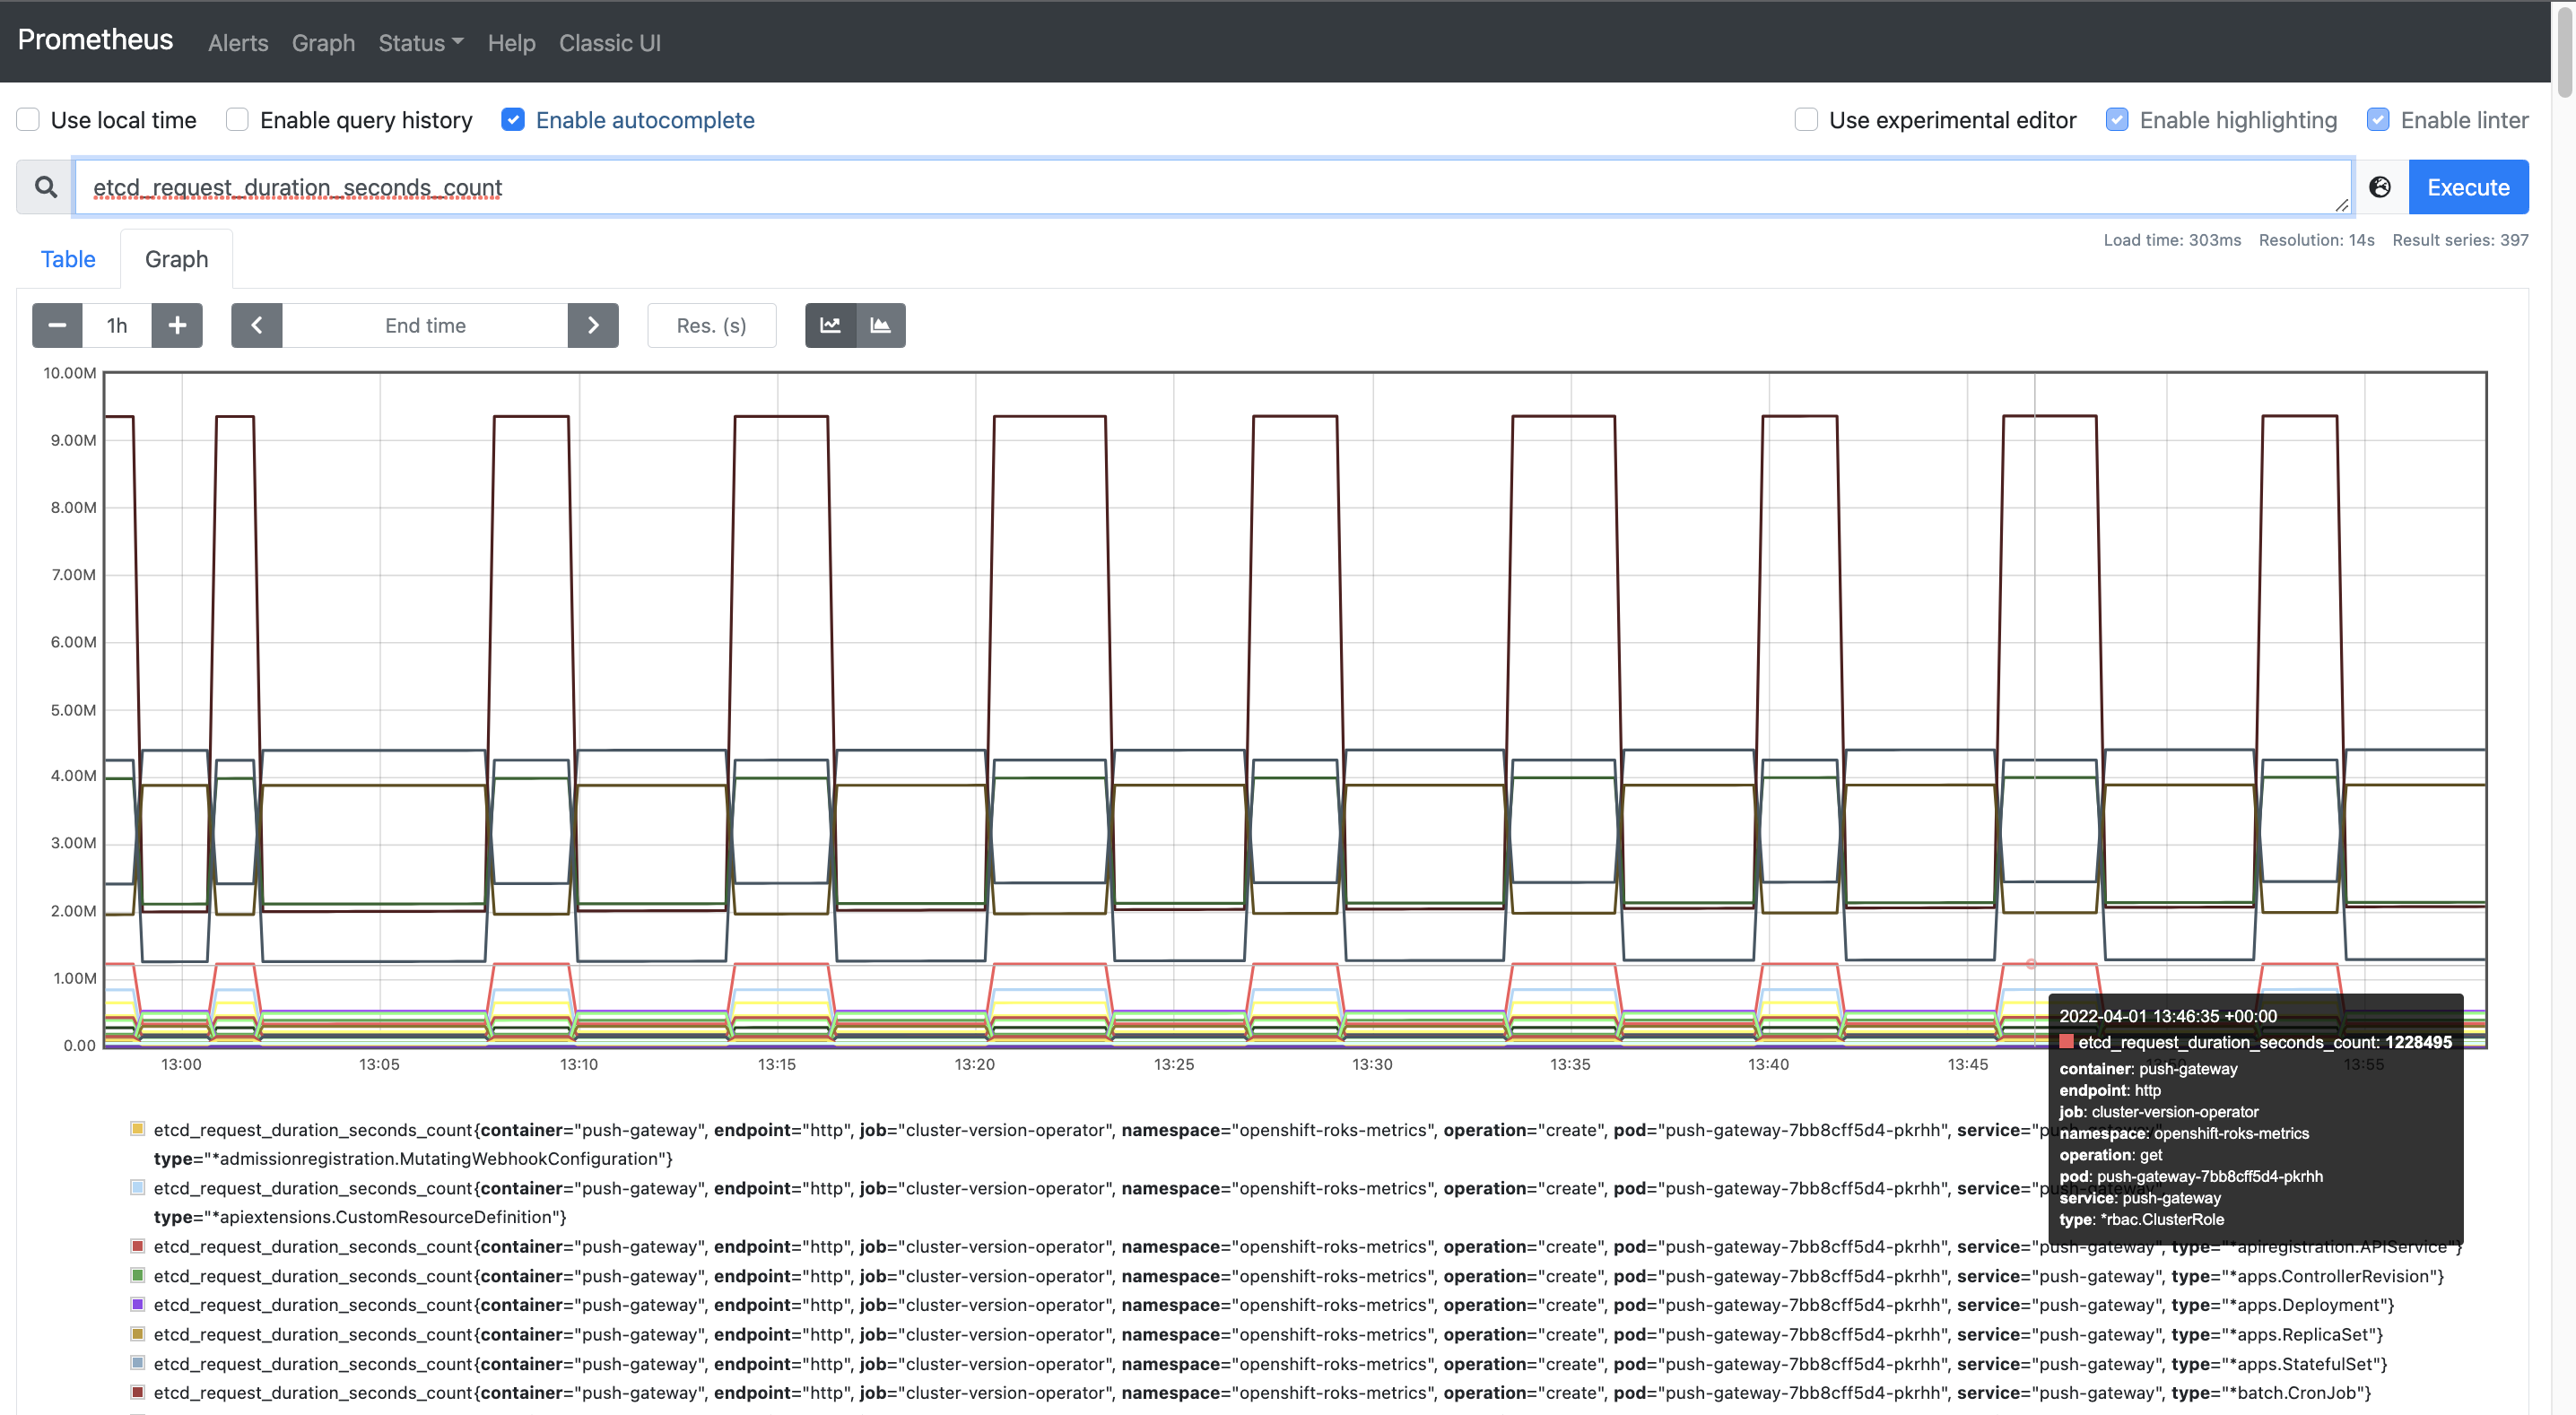 Prometheus Alerts Graph Status Help Classic UI
Use local time Enable query history Enable autocomplete Use experimental editor Enable highlighting Enable linter
etcd_request_duration_seconds_count Execute
Load time: 303ms Resolution: 14s Result series: 397
Table Graph
1h End time Res. (s)
10.00M
9.00M
8.00M
7.00M
6.00M
5.00M
4.00M
3.00M
2.00M
1.00M
0.00
13:00 13:05 13:10 13:15 13:20 13:25 13:30 13:35 13:40 13:45 13:50 13:55
2022-04-01 13:46:35 +00:00
etcd_request_duration_seconds_count: 1228495
container: push-gateway
endpoint: http
job: cluster-version-operator
namespace: openshift-roks-metrics
operation: get
pod: push-gateway-7bb8cff5d4-pkrhh
service: push-gateway
type: *rbac.ClusterRole
etcd_request_duration_seconds_count{container="push-gateway", endpoint="http", job="cluster-version-operator", namespace="openshift-roks-metrics", operation="create", pod="push-gateway-7bb8cff5d4-pkrhh", service="push-gateway",
type="*admissionregistration.MutatingWebhookConfiguration"}
etcd_request_duration_seconds_count{container="push-gateway", endpoint="http", job="cluster-version-operator", namespace="openshift-roks-metrics", operation="create", pod="push-gateway-7bb8cff5d4-pkrhh", service="push-gateway",
type="*apiextensions.CustomResourceDefinition"}
etcd_request_duration_seconds_count{container="push-gateway", endpoint="http", job="cluster-version-operator", namespace="openshift-roks-metrics", operation="create", pod="push-gateway-7bb8cff5d4-pkrhh", service="push-gateway", type="*apiregistration.APIService"}
etcd_request_duration_seconds_count{container="push-gateway", endpoint="http", job="cluster-version-operator", namespace="openshift-roks-metrics", operation="create", pod="push-gateway-7bb8cff5d4-pkrhh", service="push-gateway", type="*apps.ControllerRevision"}
etcd_request_duration_seconds_count{container="push-gateway", endpoint="http", job="cluster-version-operator", namespace="openshift-roks-metrics", operation="create", pod="push-gateway-7bb8cff5d4-pkrhh", service="push-gateway", type="*apps.Deployment"}
etcd_request_duration_seconds_count{container="push-gateway", endpoint="http", job="cluster-version-operator", namespace="openshift-roks-metrics", operation="create", pod="push-gateway-7bb8cff5d4-pkrhh", service="push-gateway", type="*apps.ReplicaSet"}
etcd_request_duration_seconds_count{container="push-gateway", endpoint="http", job="cluster-version-operator", namespace="openshift-roks-metrics", operation="create", pod="push-gateway-7bb8cff5d4-pkrhh", service="push-gateway", type="*apps.StatefulSet"}
etcd_request_duration_seconds_count{container="push-gateway", endpoint="http", job="cluster-version-operator", namespace="openshift-roks-metrics", operation="create", pod="push-gateway-7bb8cff5d4-pkrhh", service="push-gateway", type="*batch.CronJob"}